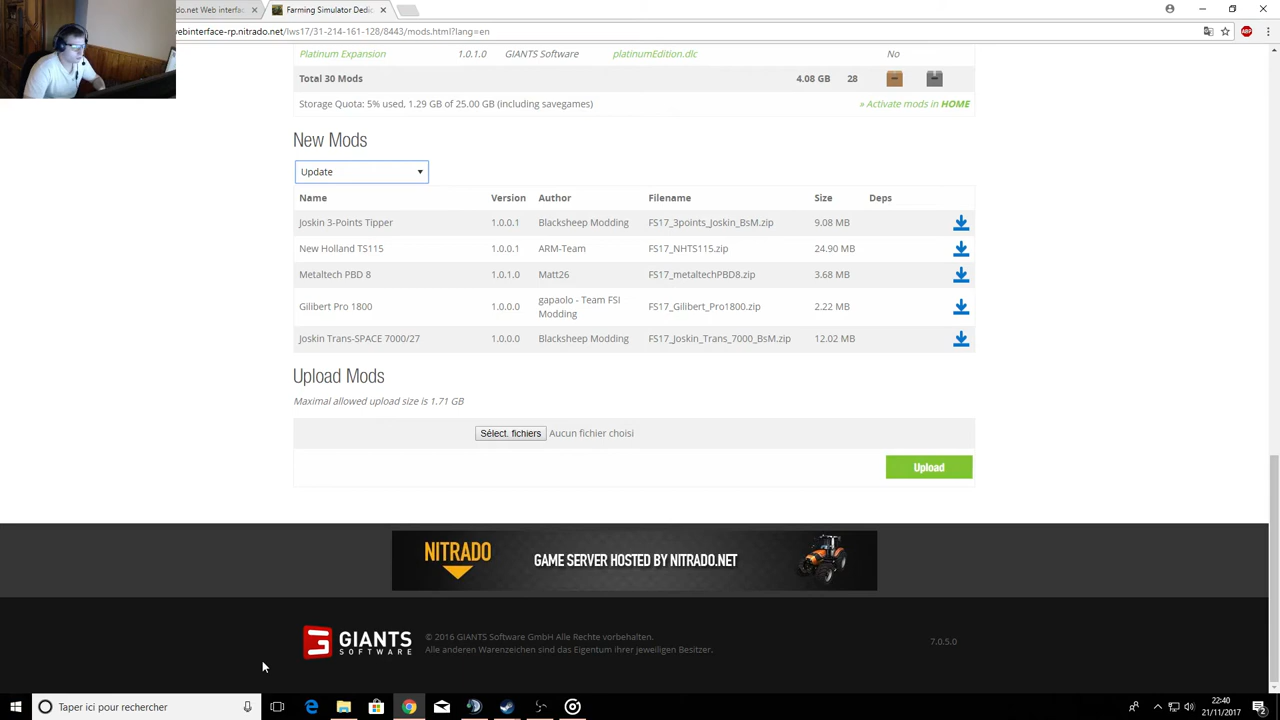 do.net Web interfac
Farming Simulator Dedic
webinterface-rp.nitrado.net/lws17/31-214-161-128/8443/mods.html?lang=en
Platinum Expansion 1.0.1.0 GIANTS Software platinumEdition.dlc No
Total 30 Mods 4.08 GB 28
Storage Quota: 5% used, 1.29 GB of 25.00 GB (including savegames) » Activate mods in HOME
New Mods
Update
Name Version Author Filename Size Deps
Joskin 3-Points Tipper 1.0.0.1 Blacksheep Modding FS17_3points_Joskin_BsM.zip 9.08 MB
New Holland TS115 1.0.0.1 ARM-Team FS17_NHTS115.zip 24.90 MB
Metaltech PBD 8 1.0.1.0 Matt26 FS17_metaltechPBD8.zip 3.68 MB
Gilibert Pro 1800 1.0.0.0 gapaolo - Team FSI Modding FS17_Gilibert_Pro1800.zip 2.22 MB
Joskin Trans-SPACE 7000/27 1.0.0.0 Blacksheep Modding FS17_Joskin_Trans_7000_BsM.zip 12.02 MB
Upload Mods
Maximal allowed upload size is 1.71 GB
Sélect. fichiers Aucun fichier choisi
Upload
NITRADO GAME SERVER HOSTED BY NITRADO.NET
GIANTS SOFTWARE
© 2016 GIANTS Software GmbH Alle Rechte vorbehalten.
Alle anderen Warenzeichen sind das Eigentum ihrer jeweiligen Besitzer.
7.0.5.0
Taper ici pour rechercher
22:40
21/11/2017